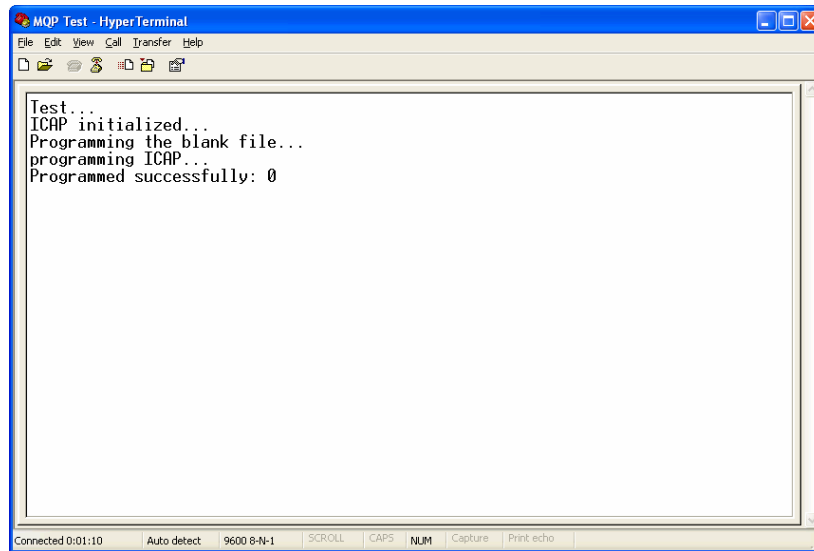 MQP Test - HyperTerminal
File Edit View Call Transfer Help
Test...
ICAP initialized...
Programming the blank file...
programming ICAP...
Programmed successfully: 0
Connected 0:01:10 Auto detect 9600 8-N-1 SCROLL CAPS NUM Capture Print echo